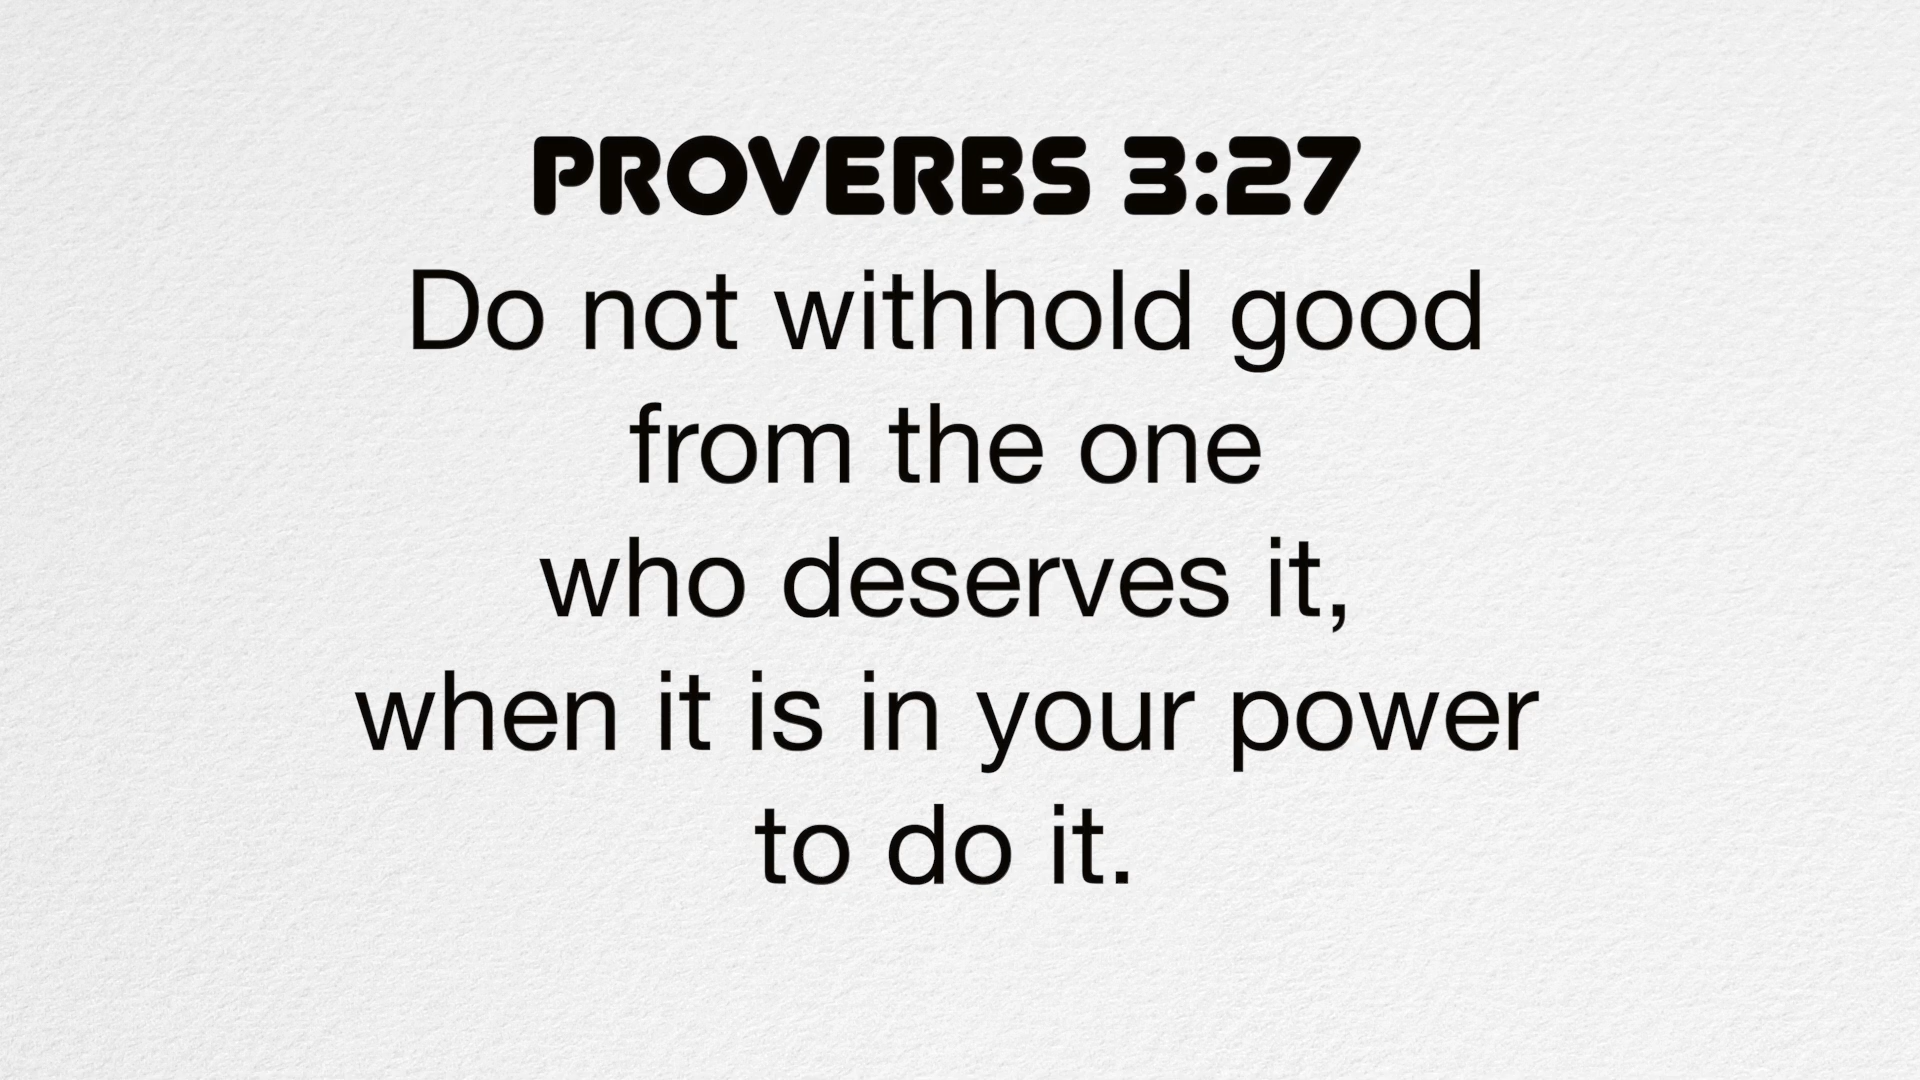 PROVERBS 3:27
Do not withhold good
from the one
who deserves it,
when it is in your power
to do it.